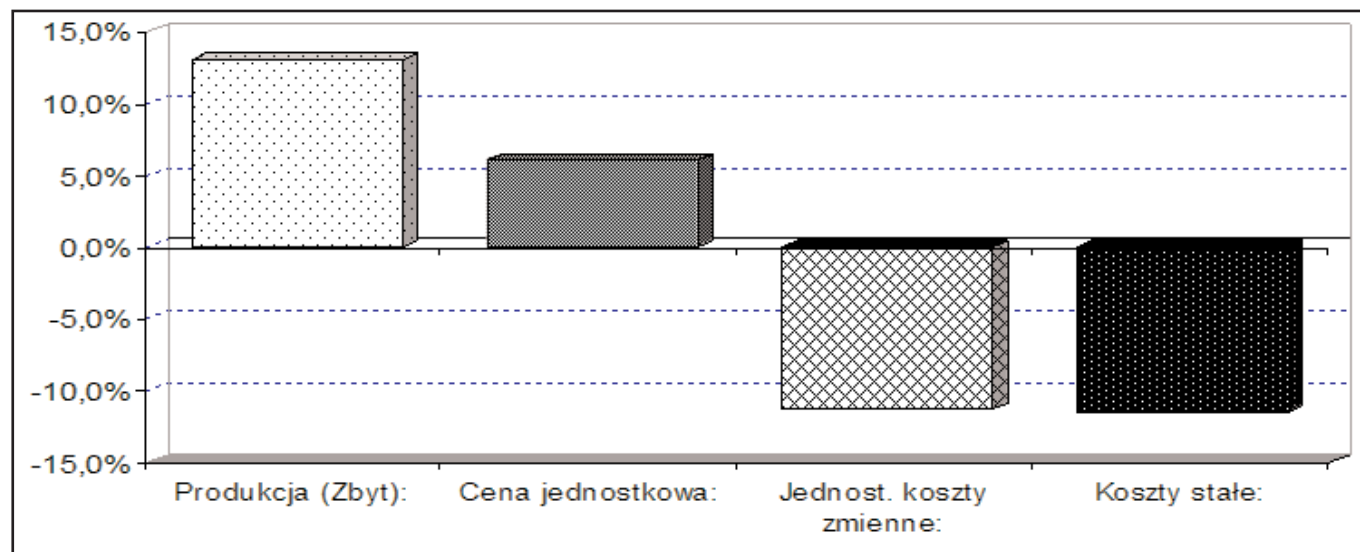 15,0%
10,0%
5,0%
0,0%
-5,0%
-10,0%
-15,0%
Produkcja (Zbyt):
Cena jednostkowa:
Jednost. koszty
zmienne:
Koszty stałe: